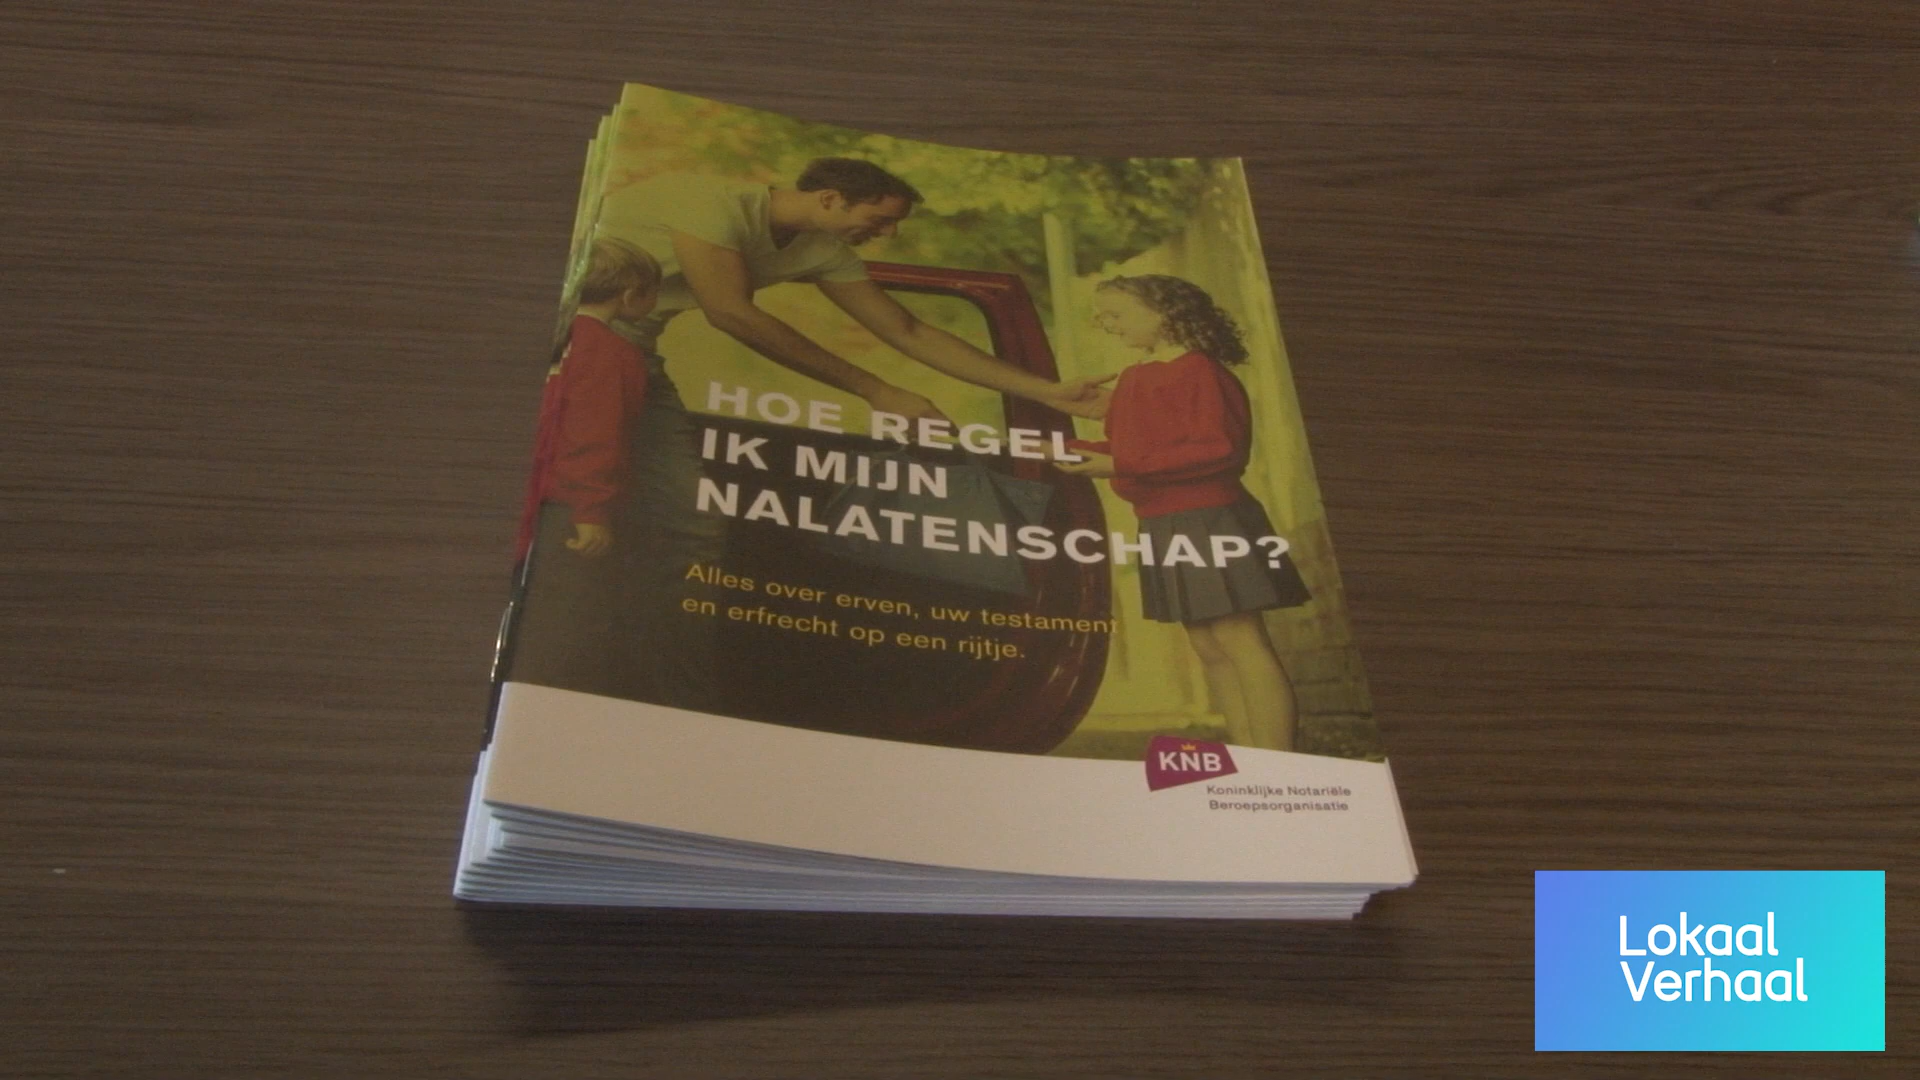 HOE REGEL
IK MIJN
NALATENSCHAP?
Alles over erven, uw testament
en erfrecht op een rijtje.
KNB
Koninklijke Notariële
Beroepsorganisatie
Lokaal
Verhaal